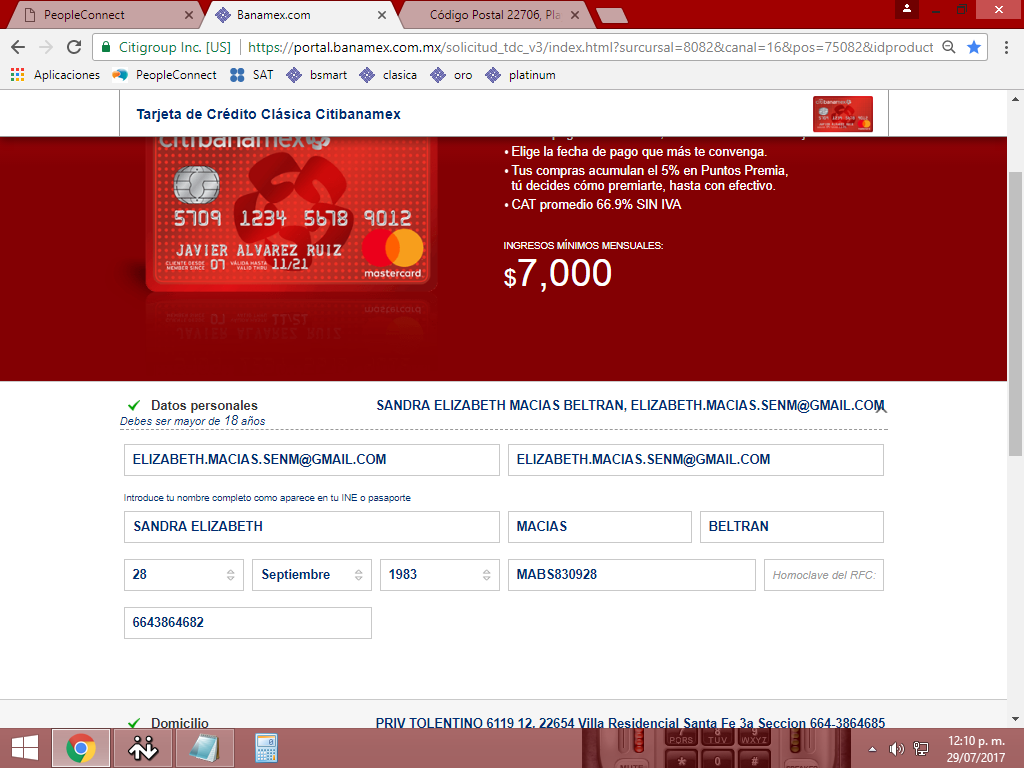 PeopleConnect
Banamex.com
Código Postal 22706, Pla
Citigroup Inc. [US]
https://portal.banamex.com.mx/solicitud_tdc_v3/index.html?surcursal=8082&canal=16&pos=75082&idproduct
Aplicaciones PeopleConnect SAT bsmart clasica oro platinum
Tarjeta de Crédito Clásica Citibanamex
citibanamex
• Elige la fecha de pago que más te convenga.
• Tus compras acumulan el 5% en Puntos Premia,
tú decides cómo premiarte, hasta con efectivo.
• CAT promedio 66.9% SIN IVA
5709 1234 5678 9012
JAVIER ALVAREZ RUIZ
CLIENTE DESDE
MEMBER SINCE 07 VÁLIDA HASTA
VALID THRU 11/21
mastercard
INGRESOS MÍNIMOS MENSUALES:
$7,000
Datos personales
SANDRA ELIZABETH MACIAS BELTRAN, ELIZABETH.MACIAS.SENM@GMAIL.COM
Debes ser mayor de 18 años
ELIZABETH.MACIAS.SENM@GMAIL.COM
ELIZABETH.MACIAS.SENM@GMAIL.COM
Introduce tu nombre completo como aparece en tu INE o pasaporte
SANDRA ELIZABETH
MACIAS
BELTRAN
28
Septiembre
1983
MABS830928
Homoclave del RFC:
6643864682
Domicilio
PRIV TOLENTINO 6119 12, 22654 Villa Residencial Santa Fe 3a Seccion 664-3864685
PQRS TUV WXYZ
* 0 #
MUTE SPEAKER
12:10 p. m.
29/07/2017